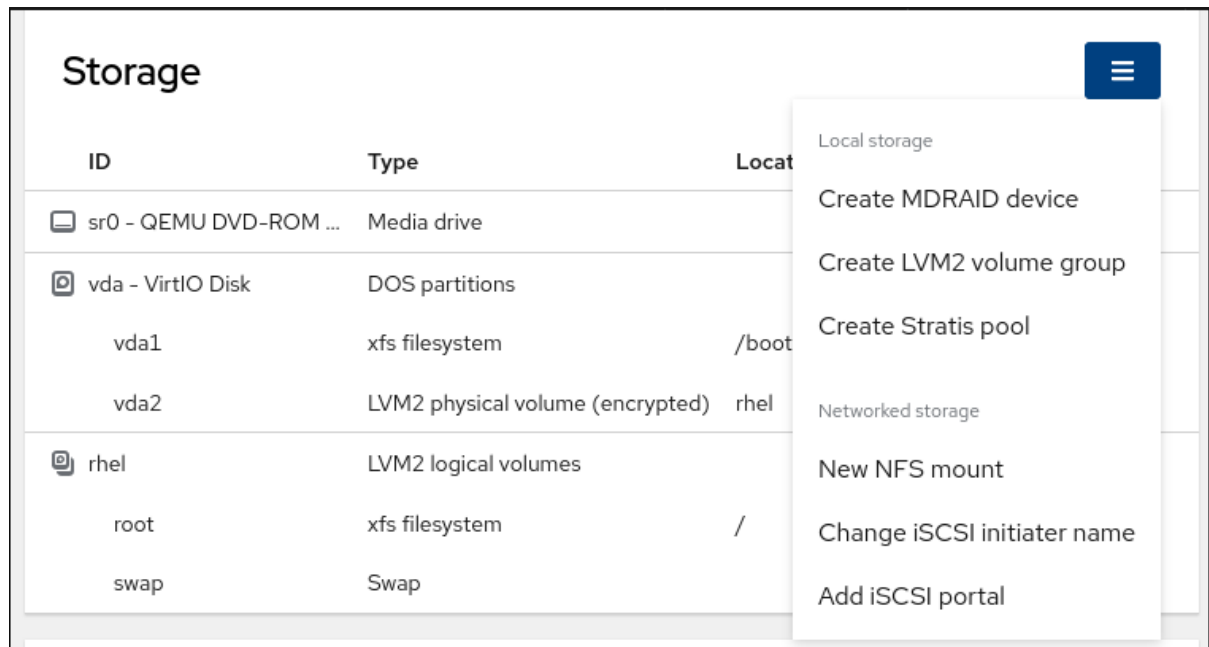 Storage
ID Type Locat
sr0 - QEMU DVD-ROM ... Media drive
vda - VirtIO Disk DOS partitions
vda1 xfs filesystem /boot
vda2 LVM2 physical volume (encrypted) rhel
rhel LVM2 logical volumes
root xfs filesystem /
swap Swap
Local storage
Create MDRAID device
Create LVM2 volume group
Create Stratis pool
Networked storage
New NFS mount
Change iSCSI initiater name
Add iSCSI portal